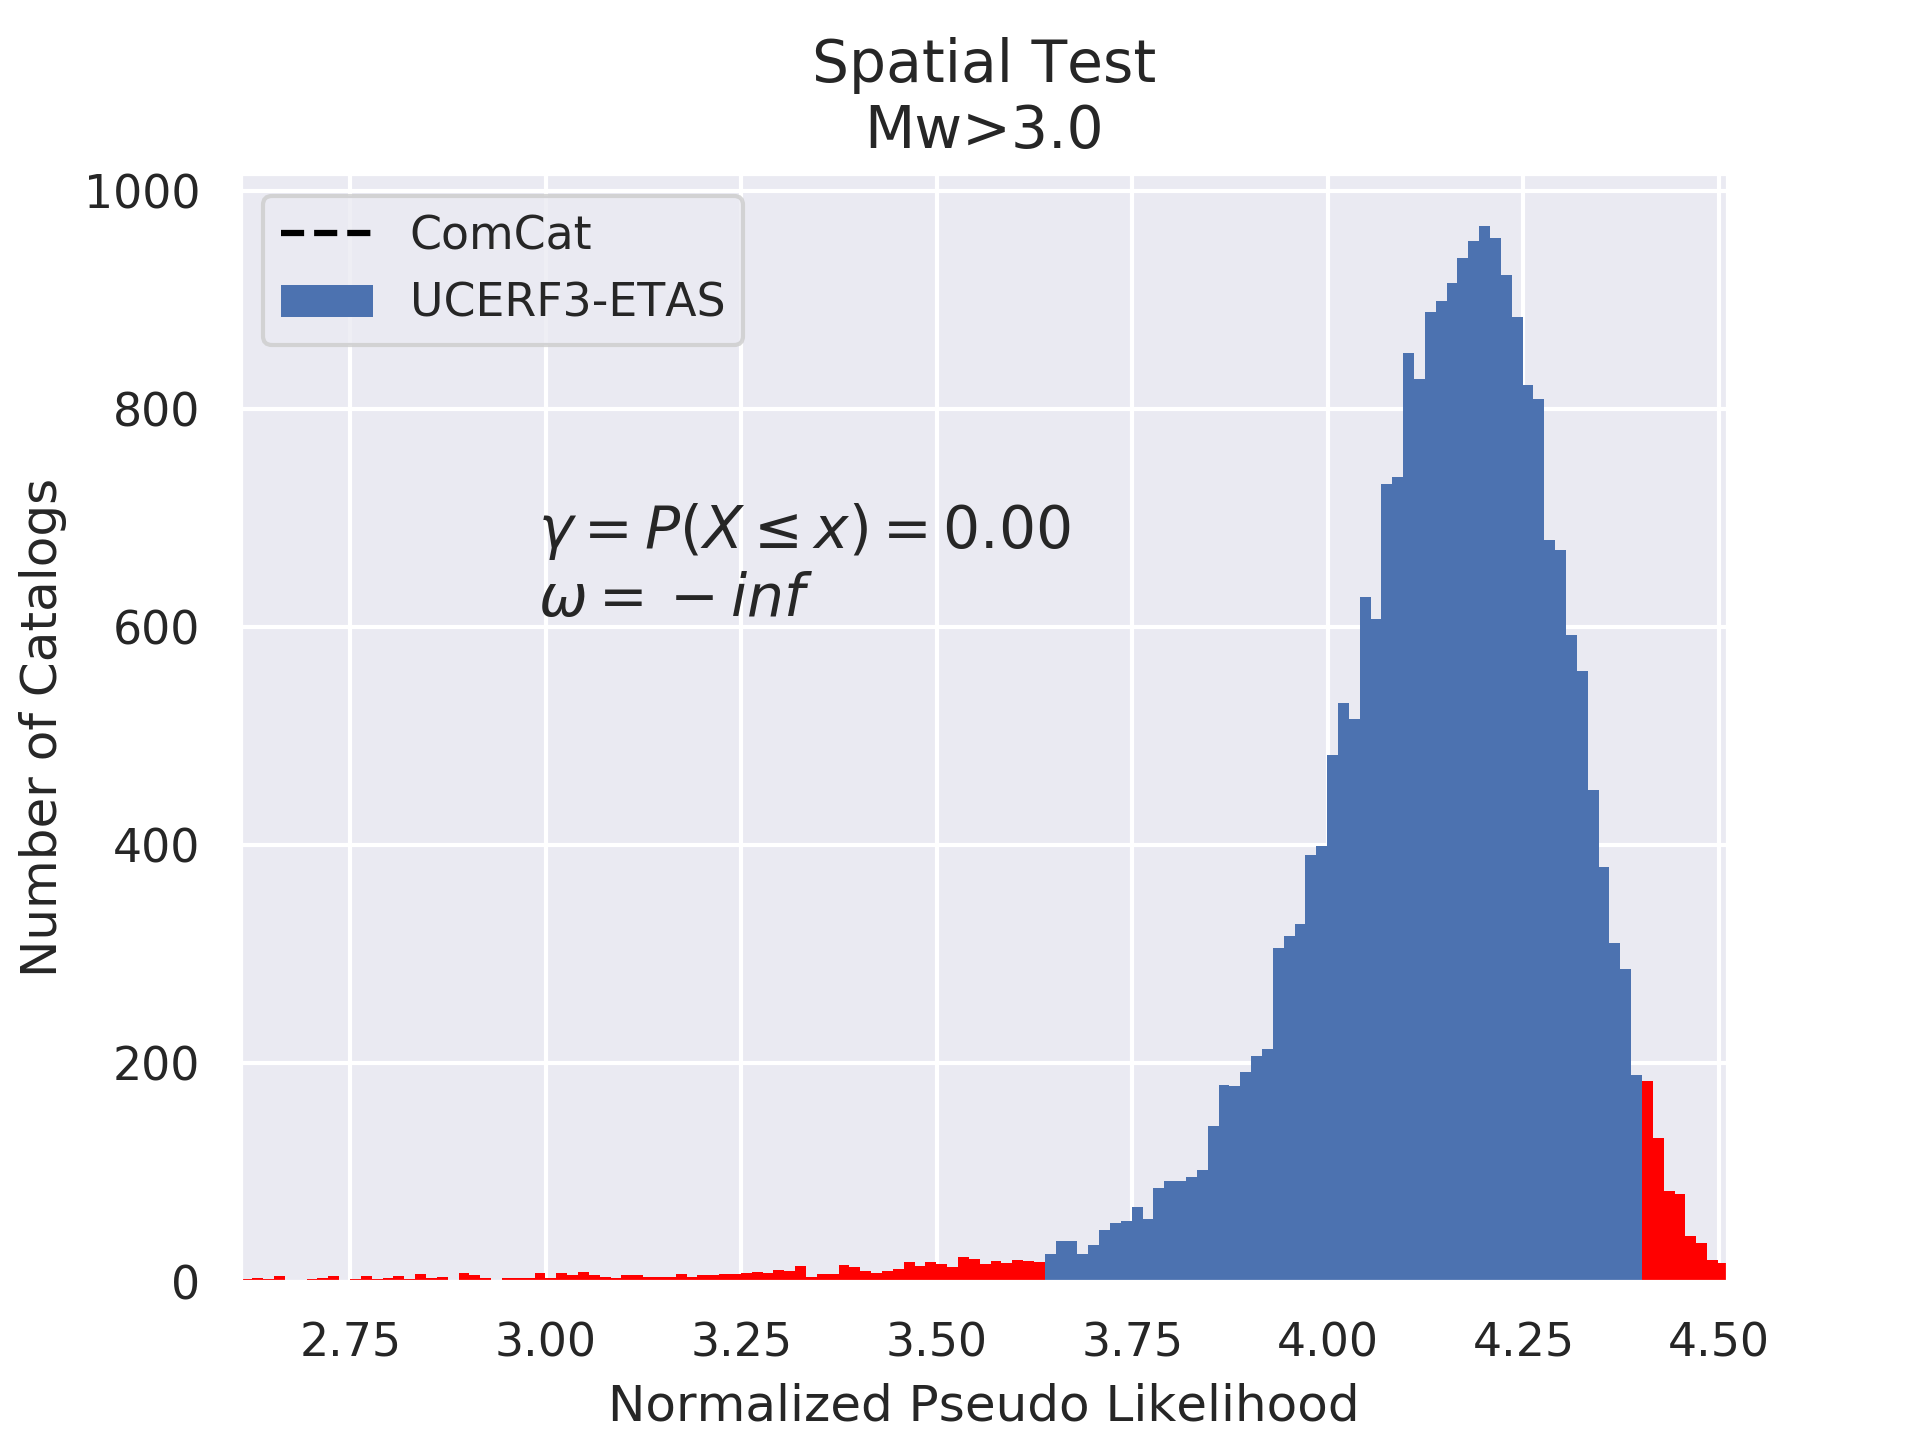 Spatial Test
Mw>3.0
1000
800
600
400
200
0
Number of Catalogs
ComCat
UCERF3-ETAS
γ = P(X ≤ x) = 0.00
ω = − inf
2.75 3.00 3.25 3.50 3.75 4.00 4.25 4.50
Normalized Pseudo Likelihood